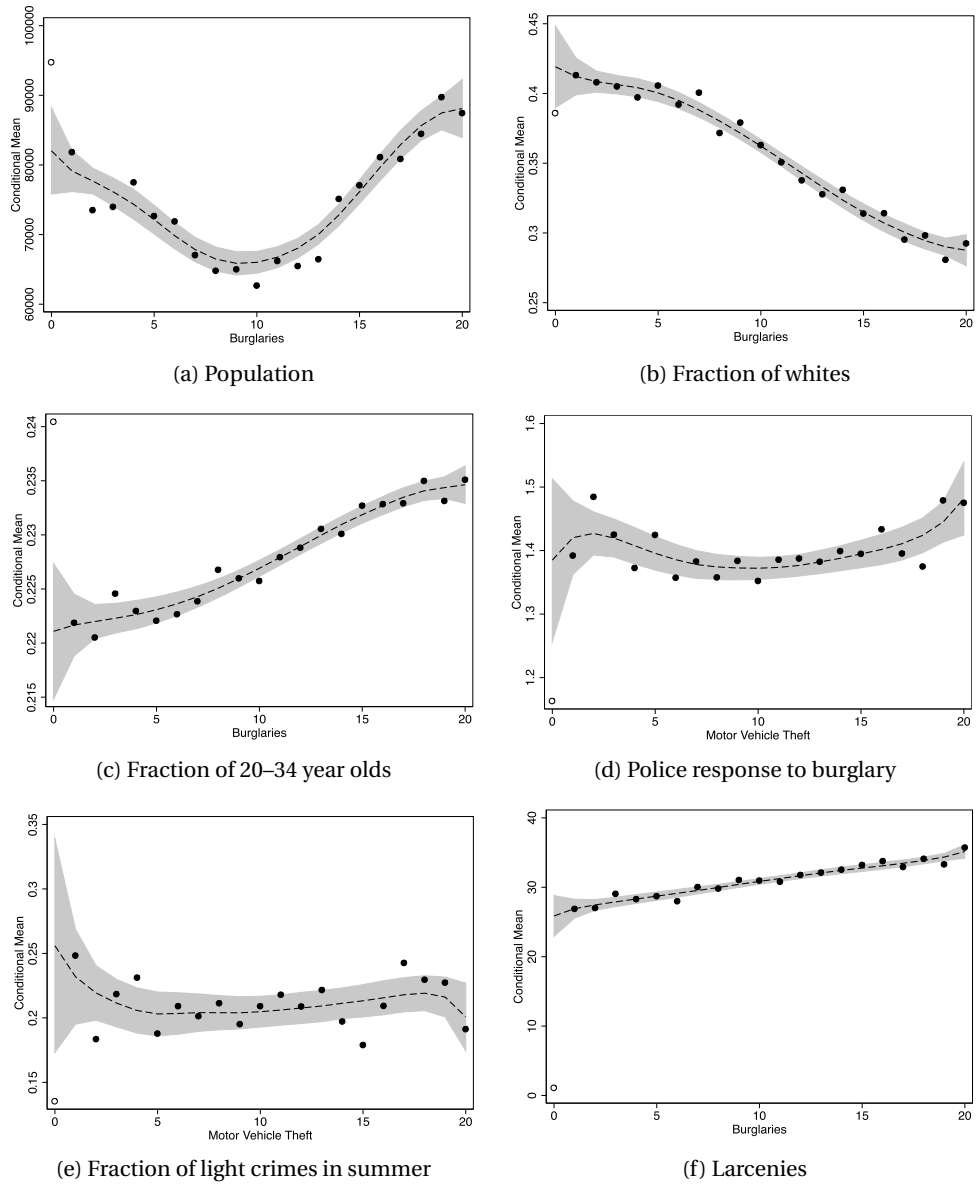 100000
90000
80000
70000
60000
Conditional Mean
0 5 10 15 20
Burglaries
(a) Population
0.45
0.4
0.35
0.3
0.25
Conditional Mean
0 5 10 15 20
Burglaries
(b) Fraction of whites
0.24
0.235
0.23
0.225
0.22
0.215
Conditional Mean
0 5 10 15 20
Burglaries
(c) Fraction of 20–34 year olds
1.6
1.5
1.4
1.3
1.2
Conditional Mean
0 5 10 15 20
Motor Vehicle Theft
(d) Police response to burglary
0.35
0.3
0.25
0.2
0.15
Conditional Mean
0 5 10 15 20
Motor Vehicle Theft
(e) Fraction of light crimes in summer
40
30
20
10
0
Conditional Mean
0 5 10 15 20
Burglaries
(f) Larcenies